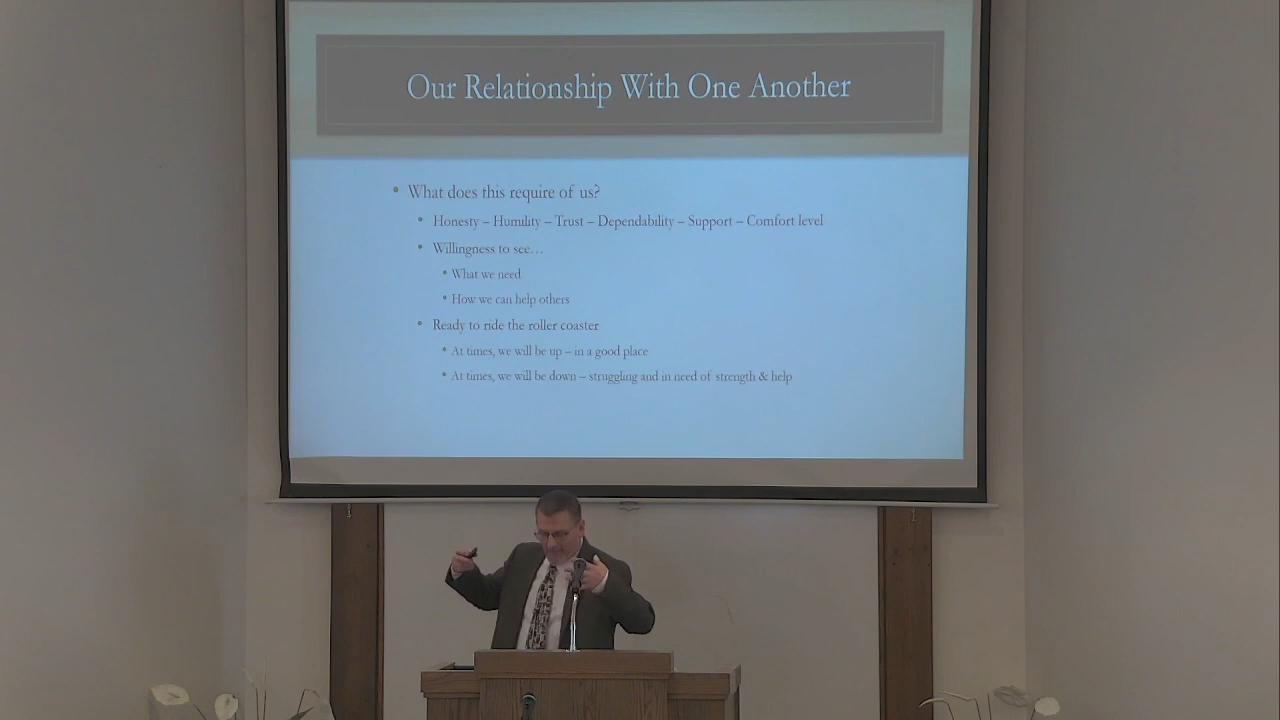 Our Relationship With One Another
• What does this require of us?
• Honesty – Humility – Trust – Dependability – Support – Comfort level
• Willingness to see…
• What we need
• How we can help others
• Ready to ride the roller coaster
• At times, we will be up – in a good place
• At times, we will be down – struggling and in need of strength & help